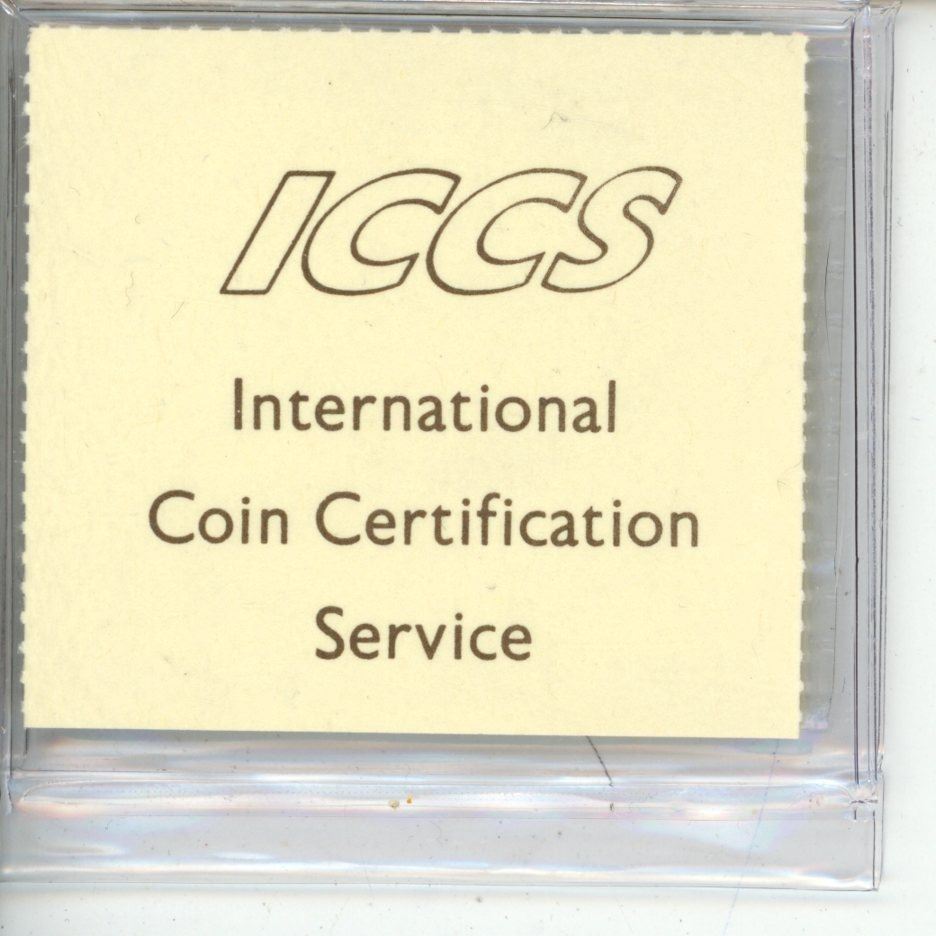 ICCS
International
Coin Certification
Service